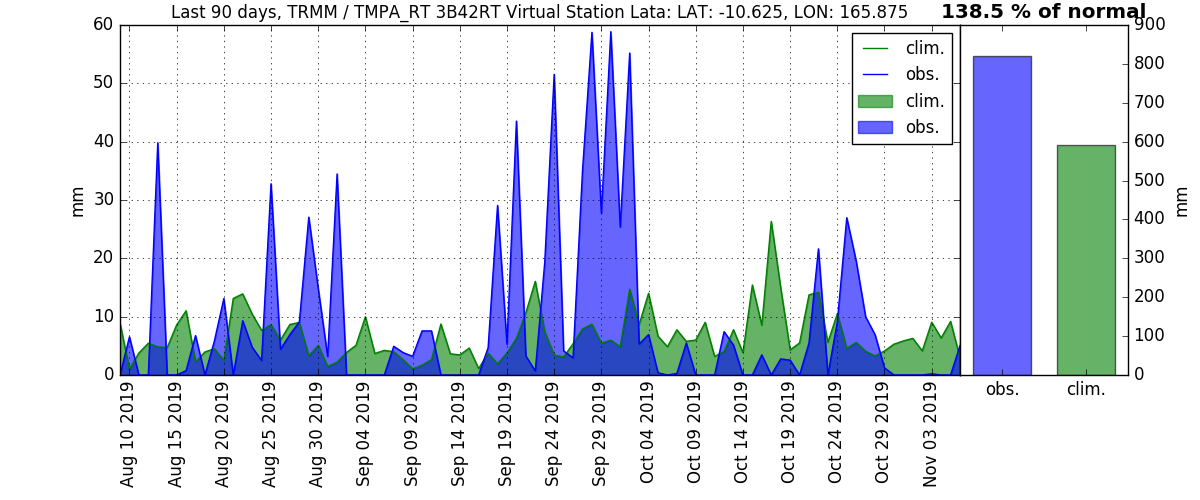 Last 90 days, TRMM / TMPA_RT 3B42RT Virtual Station Lata: LAT: -10.625, LON: 165.875
138.5 % of normal
60
50
40
30
20
10
0
mm
clim.
obs.
clim.
obs.
Aug 10 2019
Aug 15 2019
Aug 20 2019
Aug 25 2019
Aug 30 2019
Sep 04 2019
Sep 09 2019
Sep 14 2019
Sep 19 2019
Sep 24 2019
Sep 29 2019
Oct 04 2019
Oct 09 2019
Oct 14 2019
Oct 19 2019
Oct 24 2019
Oct 29 2019
Nov 03 2019
900
800
700
600
500
400
300
200
100
0
mm
obs.
clim.